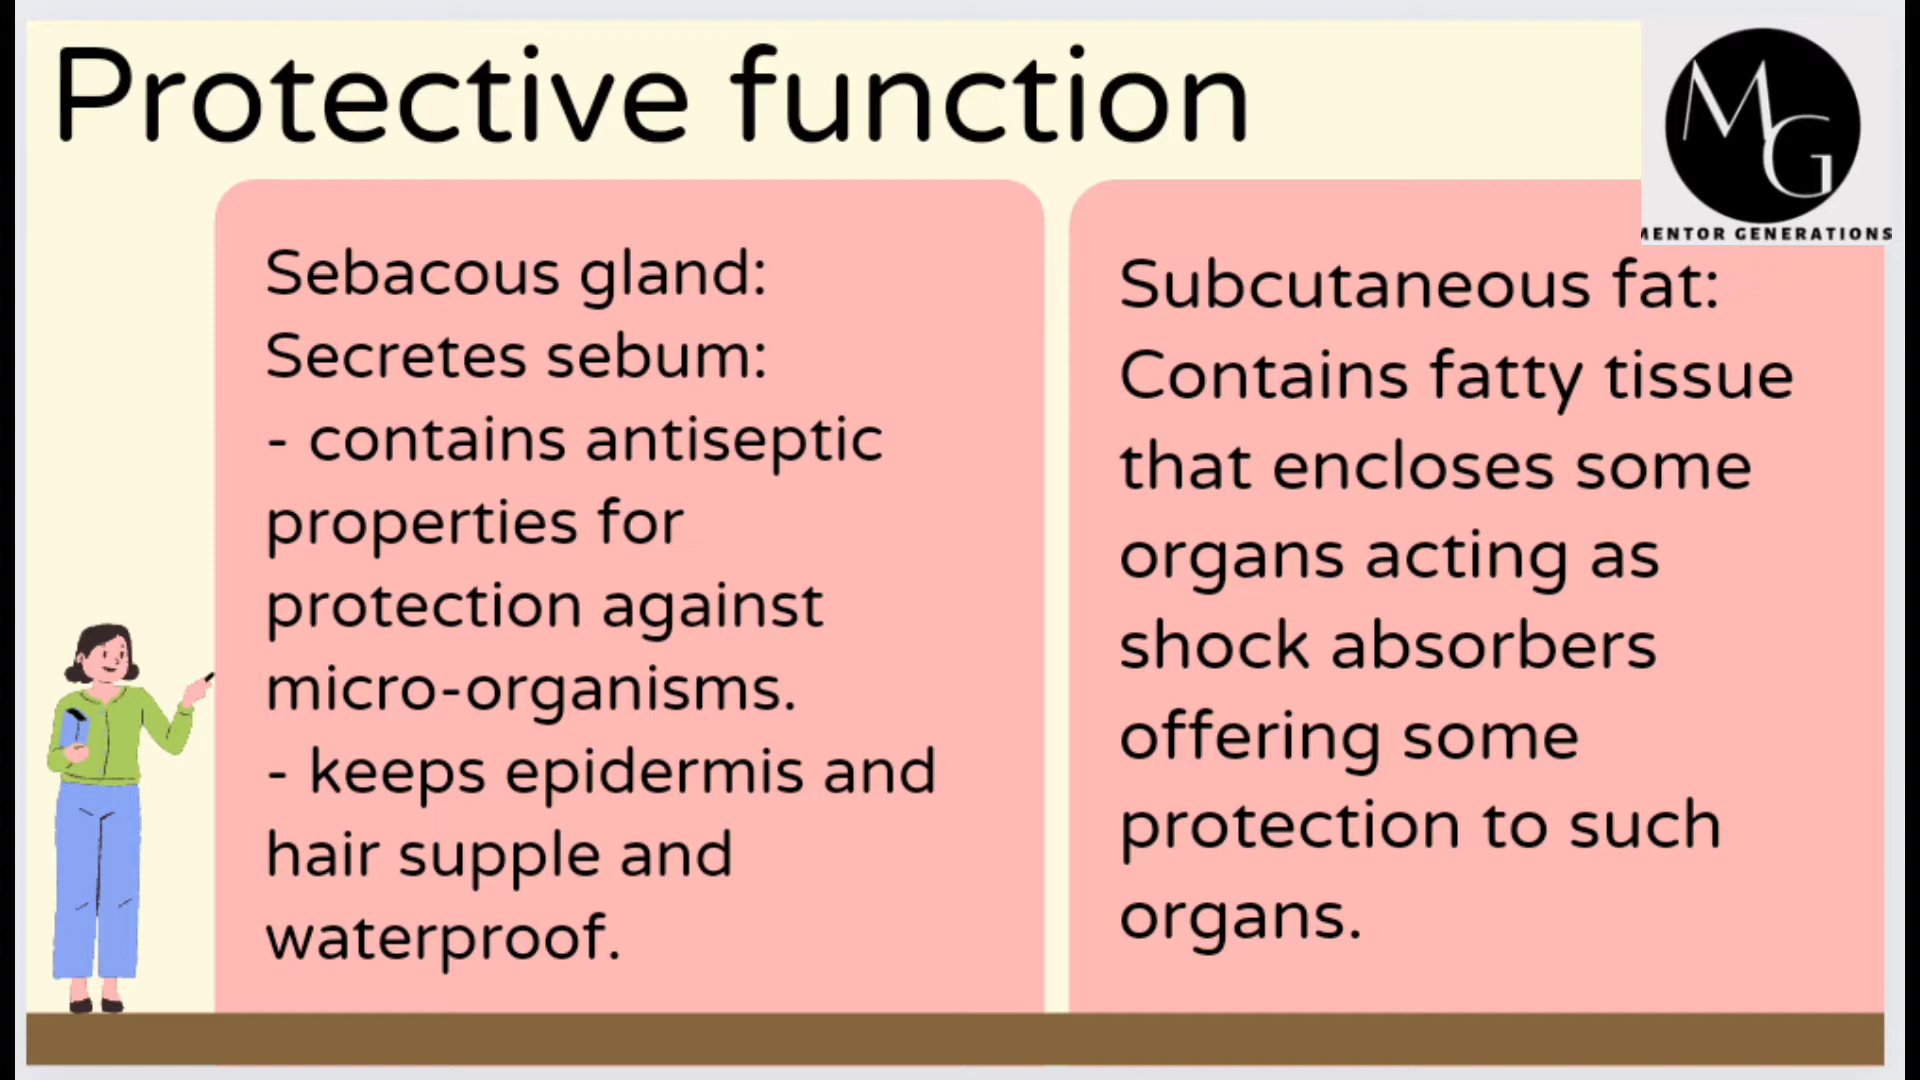 Protective function
MG
MENTOR GENERATIONS
Sebacous gland:
Secretes sebum:
- contains antiseptic
properties for
protection against
micro-organisms.
- keeps epidermis and
hair supple and
waterproof.
Subcutaneous fat:
Contains fatty tissue
that encloses some
organs acting as
shock absorbers
offering some
protection to such
organs.